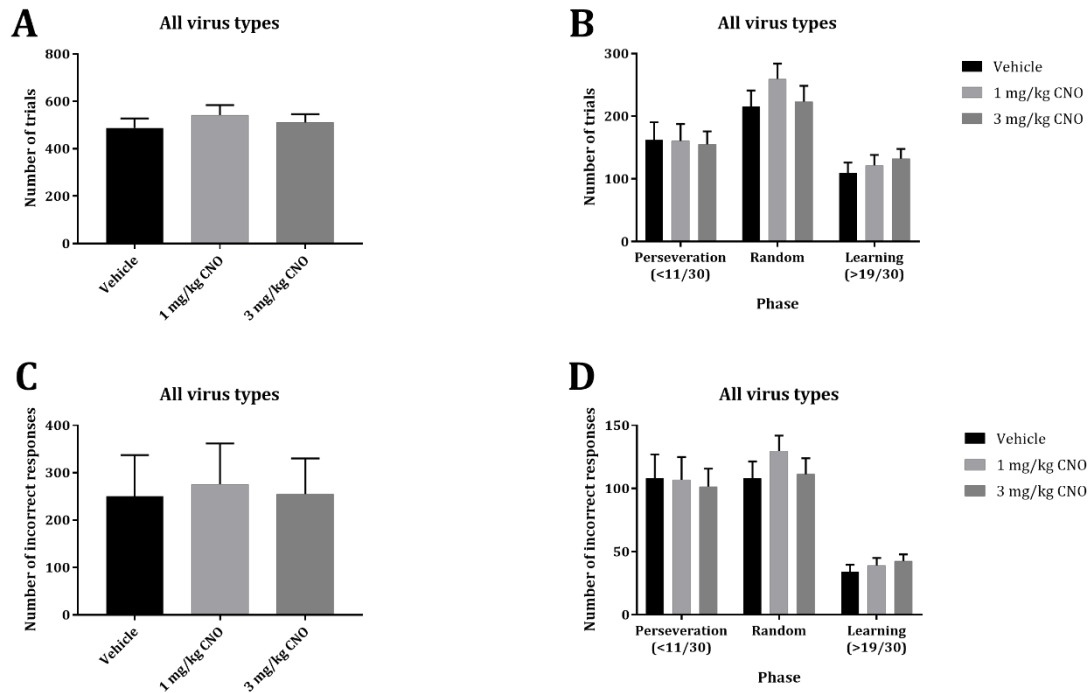 A
All virus types
Number of trials
800
600
400
200
0
Vehicle
1 mg/kg CNO
3 mg/kg CNO
B
All virus types
Number of trials
300
200
100
0
Perseveration
(<11/30)
Random
Learning
(>19/30)
Phase
Vehicle
1 mg/kg CNO
3 mg/kg CNO
C
All virus types
Number of incorrect responses
400
300
200
100
0
Vehicle
1 mg/kg CNO
3 mg/kg CNO
D
All virus types
Number of incorrect responses
150
100
50
0
Perseveration
(<11/30)
Random
Learning
(>19/30)
Phase
Vehicle
1 mg/kg CNO
3 mg/kg CNO